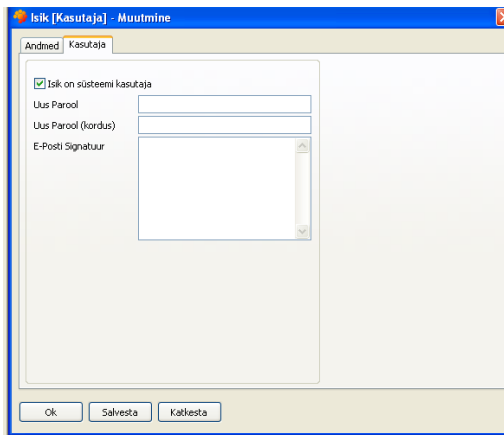 Isik [Kasutaja] - Muutmine
Andmed
Kasutaja
Isik on süsteemi kasutaja
Uus Parool
Uus Parool (kordus)
E-Posti Signatuur
Ok
Salvesta
Katkesta